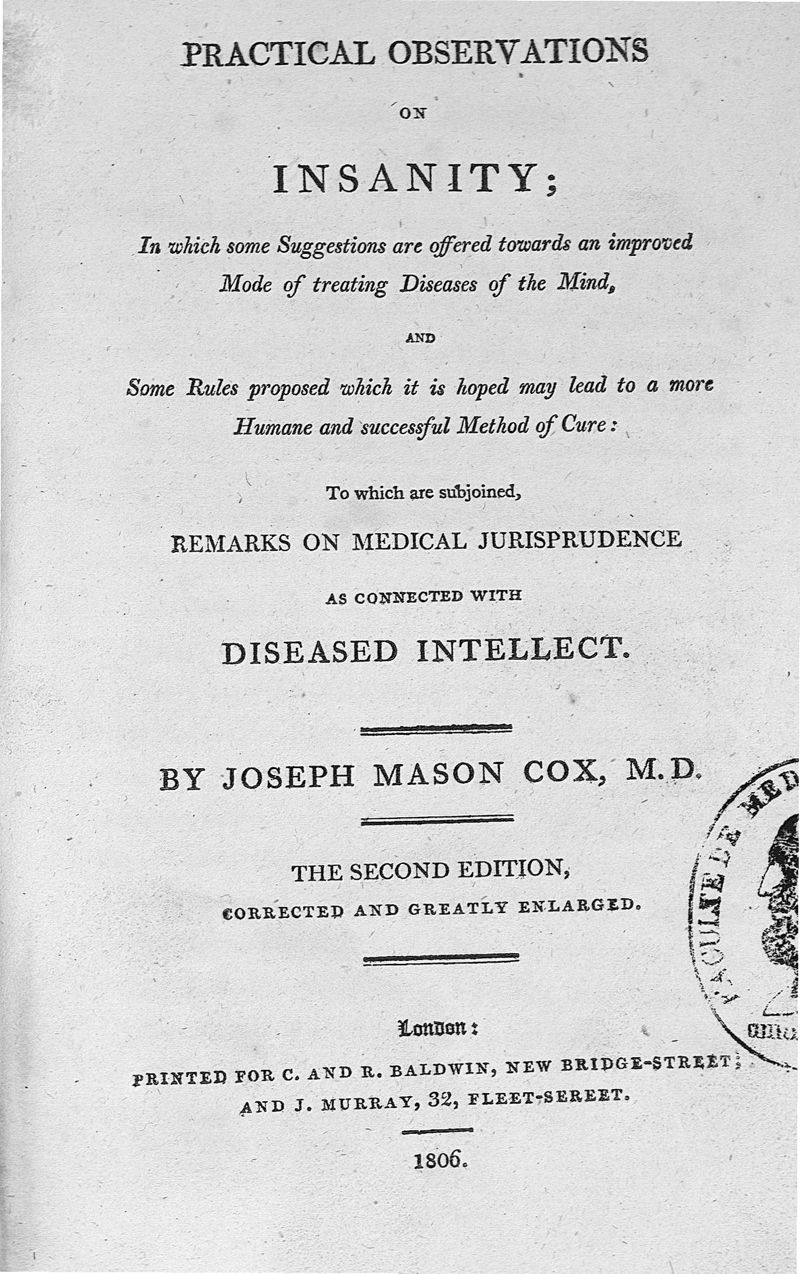 PRACTICAL OBSERVATIONS
ON
INSANITY;
In which some Suggestions are offered towards an improved
Mode of treating Diseases of the Mind,
AND
Some Rules proposed which it is hoped may lead to a more
Humane and successful Method of Cure:
To which are subjoined,
REMARKS ON MEDICAL JURISPRUDENCE
AS CONNECTED WITH
DISEASED INTELLECT.
BY JOSEPH MASON COX, M.D.
THE SECOND EDITION,
CORRECTED AND GREATLY ENLARGED.
FACULTE DE MED
London:
PRINTED FOR C. AND R. BALDWIN, NEW BRIDGE-STREET;
AND J. MURRAY, 32, FLEET-SEREET.
1806.